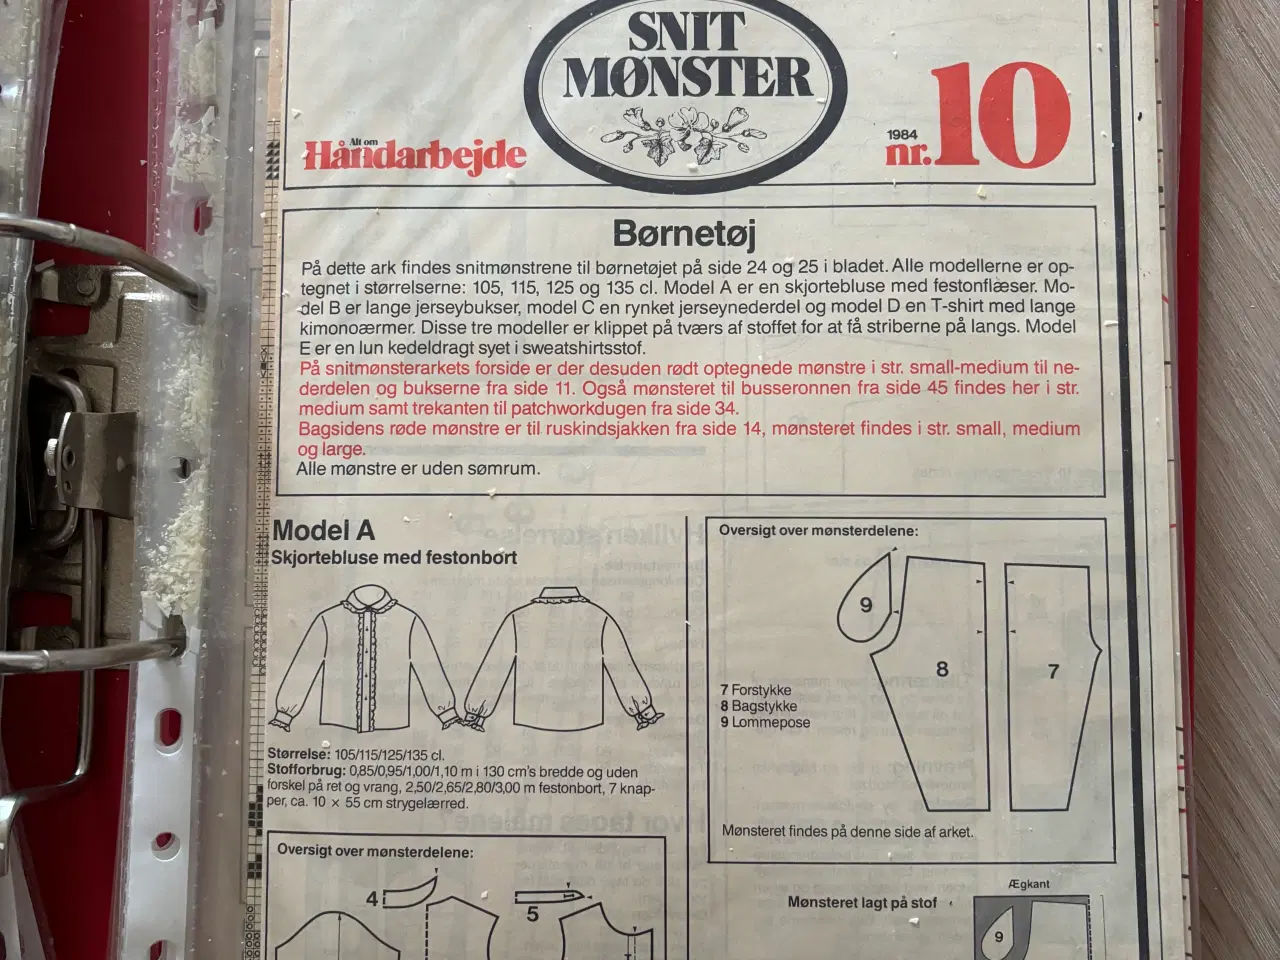 SNIT
MØNSTER
Alt om
Håndarbejde
1984
nr. 10
Børnetøj
På dette ark findes snitmønstrene til børnetøjet på side 24 og 25 i bladet. Alle modellerne er op-
tegnet i størrelserne: 105, 115, 125 og 135 cl. Model A er en skjortebluse med festonflæser. Mo-
del B er lange jerseybukser, model C en rynket jerseynederdel og model D en T-shirt med lange
kimonoærmer. Disse tre modeller er klippet på tværs af stoffet for at få striberne på langs. Model
E er en lun kedeldragt syet i sweatshirtsstof.
På snitmønsterarkets forside er der desuden rødt optegnede mønstre i str. small-medium til ne-
derdelen og bukserne fra side 11. Også mønsteret til busseronnen fra side 45 findes her i str.
medium samt trekanten til patchworkdugen fra side 34.
Bagsidens røde mønstre er til ruskindsjakken fra side 14, mønsteret findes i str. small, medium
og large.
Alle mønstre er uden sømrum.
Model A
Skjortebluse med festonbort
Størrelse: 105/115/125/135 cl.
Stofforbrug: 0,85/0,95/1,00/1,10 m i 130 cm's bredde og uden
forskel på ret og vrang, 2,50/2,65/2,80/3,00 m festonbort, 7 knap-
per, ca. 10 × 55 cm strygelærred.
Oversigt over mønsterdelene:
4
5
Oversigt over mønsterdelene:
9
8
7
7 Forstykke
8 Bagstykke
9 Lommepose
Mønsteret findes på denne side af arket.
Ægkant
Mønsteret lagt på stof
9